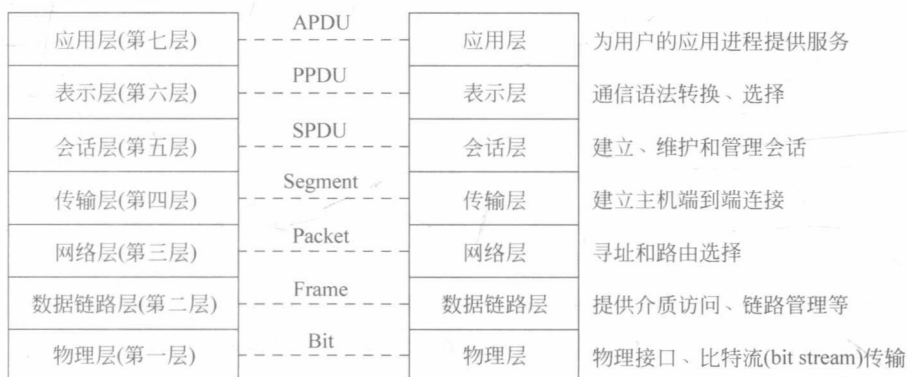 应用层(第七层) APDU 应用层 为用户的应用进程提供服务
表示层(第六层) PPDU 表示层 通信语法转换、选择
会话层(第五层) SPDU 会话层 建立、维护和管理会话
传输层(第四层) Segment 传输层 建立主机端到端连接
网络层(第三层) Packet 网络层 寻址和路由选择
数据链路层(第二层) Frame 数据链路层 提供介质访问、链路管理等
物理层(第一层) Bit 物理层 物理接口、比特流(bit stream)传输